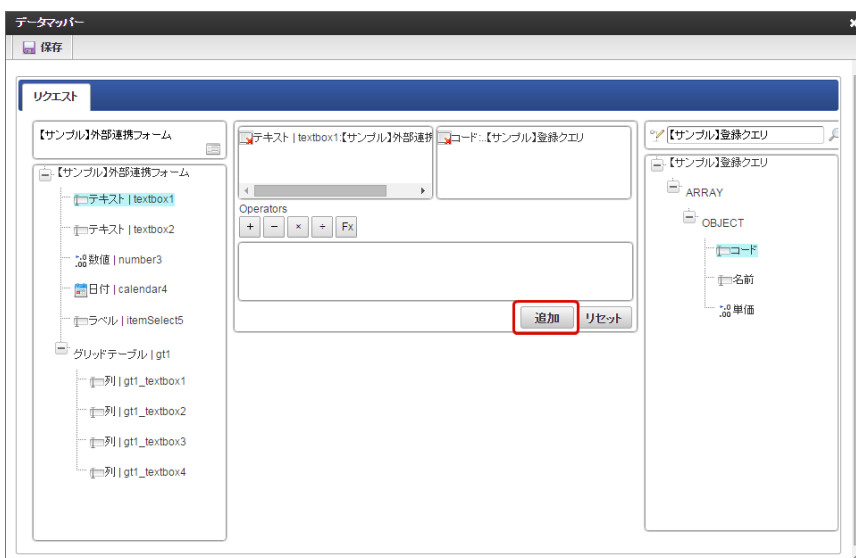 データマッパー
保存
リクエスト
【サンプル】外部連携フォーム
【サンプル】外部連携フォーム
テキスト | textbox1
テキスト | textbox2
数値 | number3
日付 | calendar4
ラベル | itemSelect5
グリッドテーブル | gt1
列 | gt1_textbox1
列 | gt1_textbox2
列 | gt1_textbox3
列 | gt1_textbox4
テキスト | textbox1:【サンプル】外部連携
コード:..【サンプル】登録クエリ
Operators
+ − × ÷ Fx
追加 リセット
【サンプル】登録クエリ
【サンプル】登録クエリ
ARRAY
OBJECT
コード
名前
単価